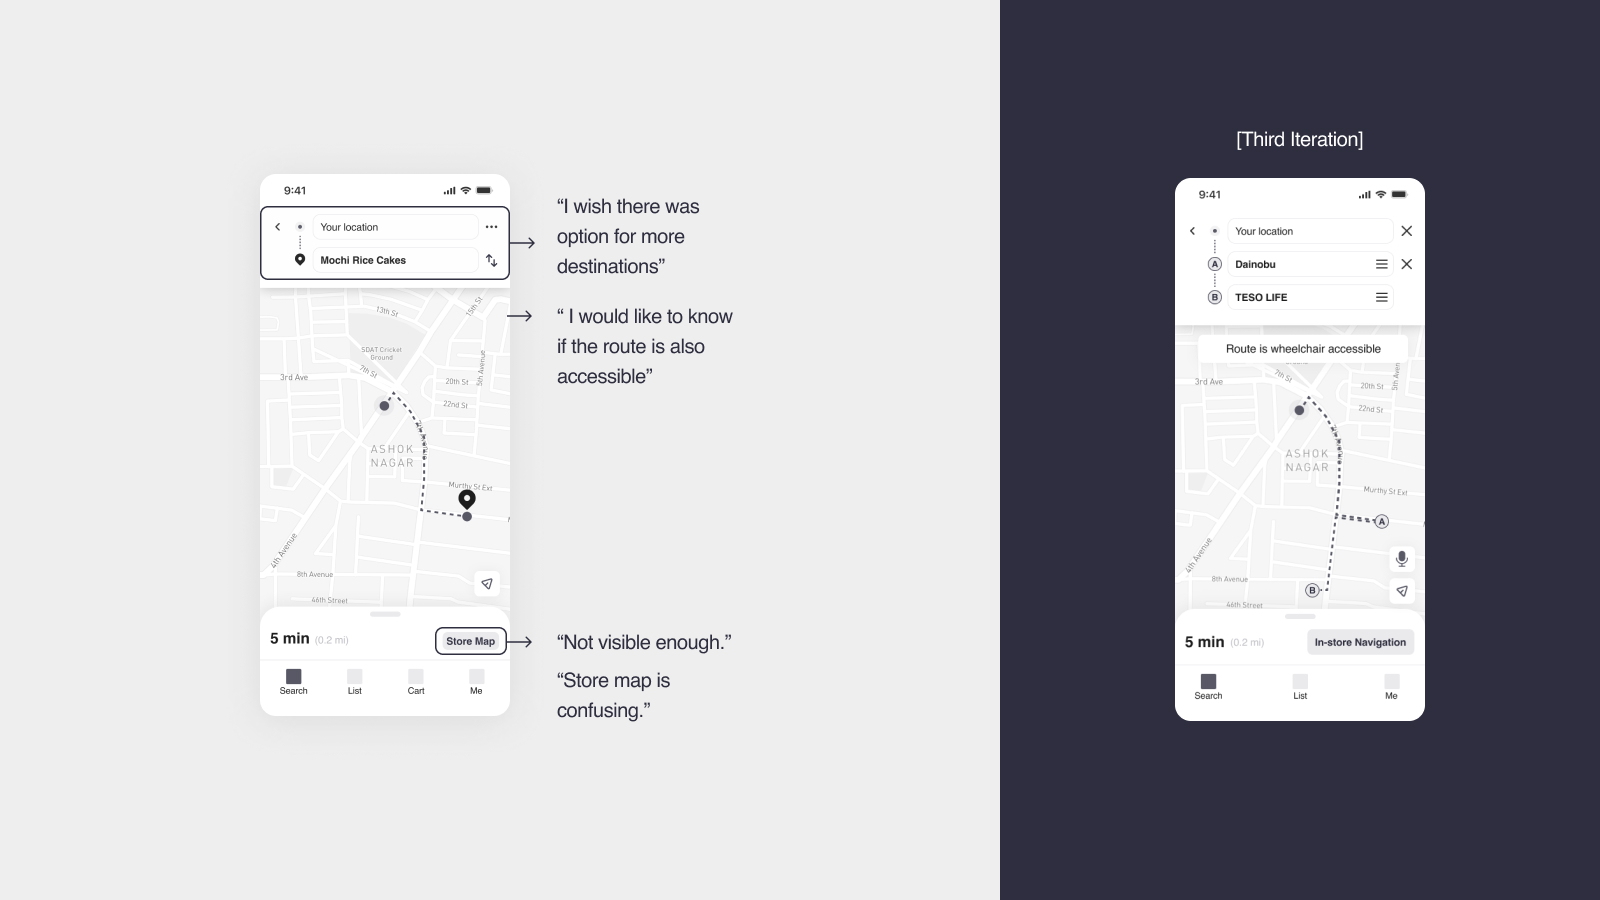 9:41
Your location
Mochi Rice Cakes
13th St
15th St
SDAT Cricket
Ground
7th St
5th Avenue
3rd Ave
20th St
22nd St
ASHOK
NAGAR
Murthy St Ext
4th Avenue
8th Avenue
46th Street
5 min (0.2 mi)
Store Map
Search
List
Cart
Me
“I wish there was
option for more
destinations”
“ I would like to know
if the route is also
accessible”
“Not visible enough.”
“Store map is
confusing.”
[Third Iteration]
9:41
Your location
A
Dainobu
B
TESO LIFE
Route is wheelchair accessible
7th St
3rd Ave
20th St
22nd St
ASHOK
NAGAR
Murthy St Ext
A
4th Avenue
8th Avenue
B
46th Street
5 min (0.2 mi)
In-store Navigation
Search
List
Me